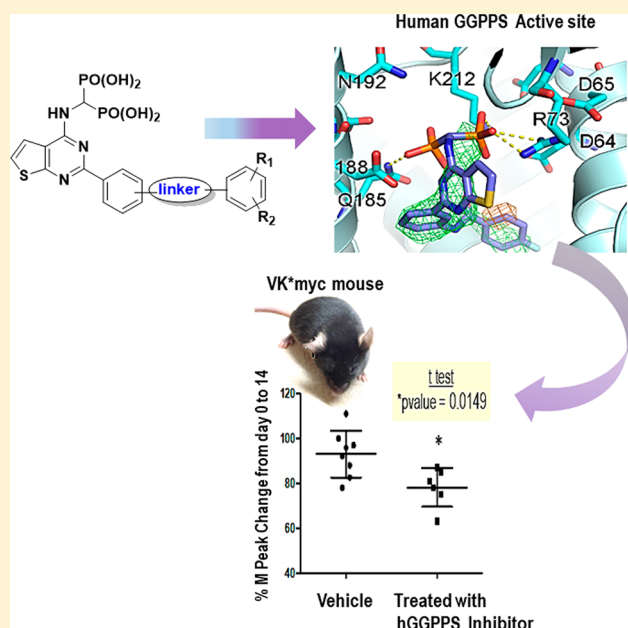 Human GGPPS Active site
PO(OH)2
PO(OH)2
HN
N
N
S
linker
R1
R2
N192
K212
D65
R73
D64
188
Q185
VK*myc mouse
t test
*pvalue = 0.0149
% M Peak Change from day 0 to 14
120
100
80
60
40
*
Vehicle
Treated with
hGGPPS Inhibitor